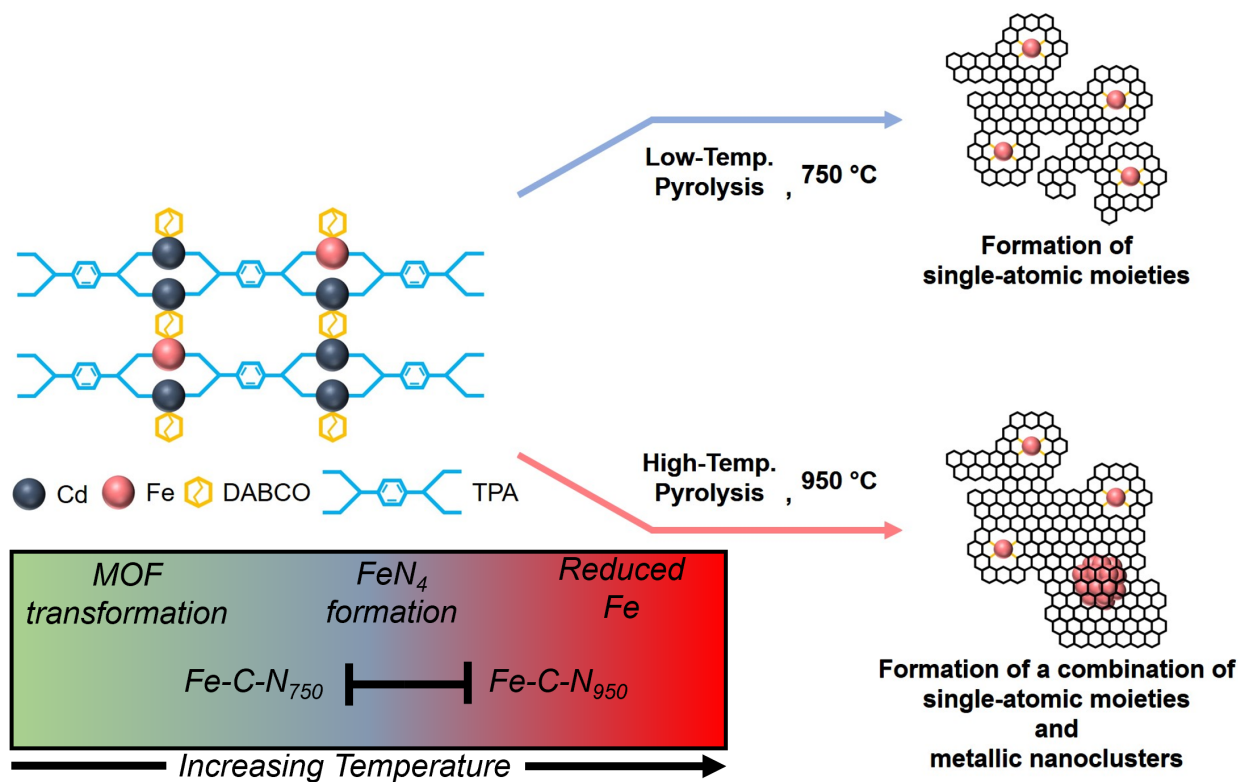 Low-Temp.
Pyrolysis , 750 °C
Formation of
single-atomic moieties
High-Temp.
Pyrolysis , 950 °C
Formation of a combination of
single-atomic moieties
and
metallic nanoclusters
Cd Fe DABCO TPA
MOF
transformation
FeN₄
formation
Reduced
Fe
Fe-C-N₇₅₀ Fe-C-N₉₅₀
Increasing Temperature